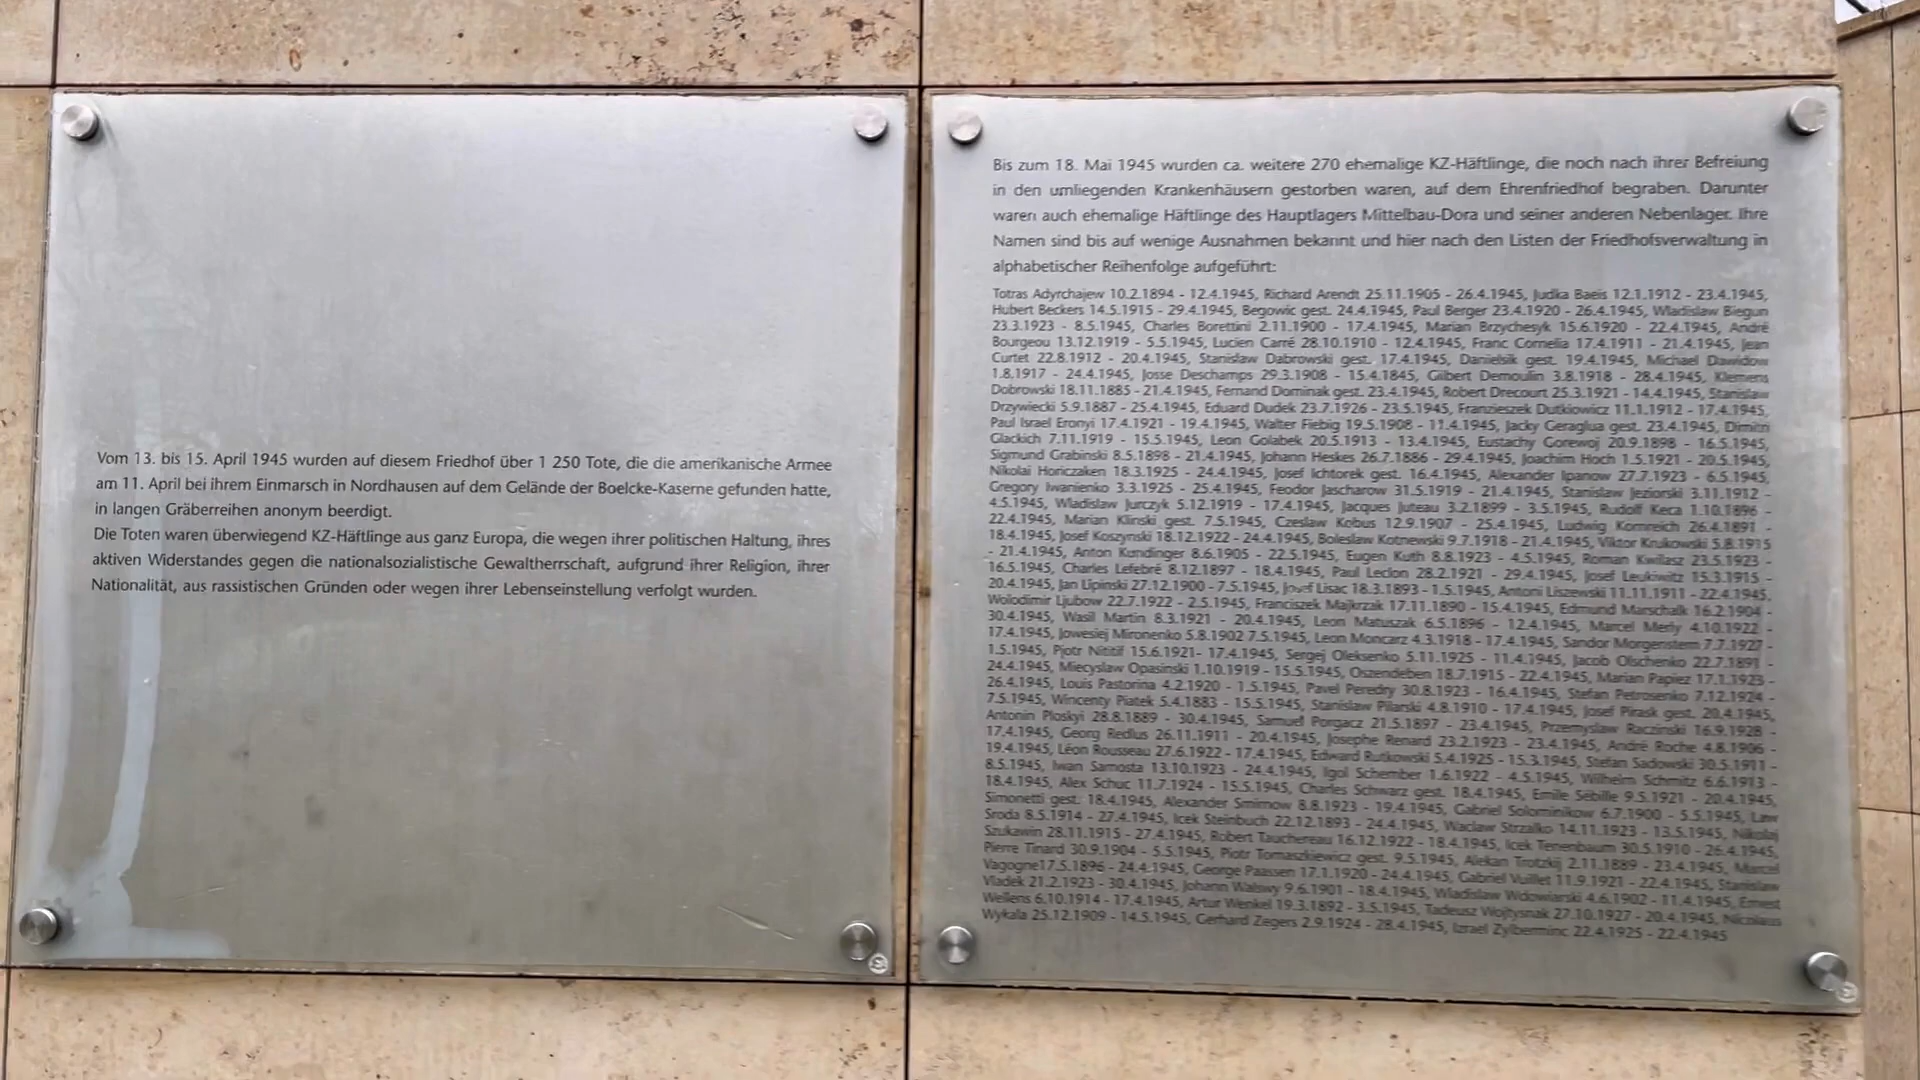 Vom 13. bis 15. April 1945 wurden auf diesem Friedhof über 1 250 Tote, die die amerikanische Armee
am 11. April bei ihrem Einmarsch in Nordhausen auf dem Gelände der Boelcke-Kaserne gefunden hatte,
in langen Gräberreihen anonym beerdigt.
Die Toten waren überwiegend KZ-Häftlinge aus ganz Europa, die wegen ihrer politischen Haltung, ihres
aktiven Widerstandes gegen die nationalsozialistische Gewaltherrschaft, aufgrund ihrer Religion, ihrer
Nationalität, aus rassistischen Gründen oder wegen ihrer Lebenseinstellung verfolgt wurden.
Bis zum 18. Mai 1945 wurden ca. weitere 270 ehemalige KZ-Häftlinge, die noch nach ihrer Befreiung
in den umliegenden Krankenhäusern gestorben waren, auf dem Ehrenfriedhof begraben. Darunter
waren auch ehemalige Häftlinge des Hauptlagers Mittelbau-Dora und seiner anderen Nebenlager. Ihre
Namen sind bis auf wenige Ausnahmen bekannt und hier nach den Listen der Friedhofsverwaltung in
alphabetischer Reihenfolge aufgeführt:
Totras Adyrchajew 10.2.1894 - 12.4.1945, Richard Arendt 25.11.1905 - 26.4.1945, Judka Baeis 12.1.1912 - 23.4.1945,
Hubert Beckers 14.5.1915 - 29.4.1945, Begowic gest. 24.4.1945, Paul Berger 23.4.1920 - 26.4.1945, Wladislaw Biegun
23.3.1923 - 8.5.1945, Charles Borettini 2.11.1900 - 17.4.1945, Marian Brzychesyk 15.6.1920 - 22.4.1945, André
Bourgeou 13.12.1919 - 5.5.1945, Lucien Carré 28.10.1910 - 12.4.1945, Franc Cornelia 17.4.1911 - 21.4.1945, Jean
Curtet 22.8.1912 - 20.4.1945, Stanislaw Dabrowski gest. 17.4.1945, Danielsik gest. 19.4.1945, Michael Dawidow
1.8.1917 - 24.4.1945, Josse Deschamps 29.3.1908 - 15.4.1845, Gilbert Demoulin 3.8.1918 - 28.4.1945, Klemens
Dobrowski 18.11.1885 - 21.4.1945, Fernand Dominak gest. 23.4.1945, Robert Drecourt 25.3.1921 - 14.4.1945, Stanislaw
Drzywiecki 5.9.1887 - 25.4.1945, Eduard Dudek 23.7.1926 - 23.5.1945, Franzieszek Dutkiowicz 11.1.1912 - 17.4.1945,
Paul Israel Eronyi 17.4.1921 - 19.4.1945, Walter Fiebig 19.5.1908 - 11.4.1945, Jacky Geraglua gest. 23.4.1945, Dimitri
Glackich 7.11.1919 - 15.5.1945, Leon Golabek 20.5.1913 - 13.4.1945, Eustachy Gorewoj 20.9.1898 - 16.5.1945,
Sigmund Grabinski 8.5.1898 - 21.4.1945, Johann Heskes 26.7.1886 - 29.4.1945, Joachim Hoch 1.5.1921 - 20.5.1945,
Nikolai Horiczaken 18.3.1925 - 24.4.1945, Josef Ichtorek gest. 16.4.1945, Alexander Ipanow 27.7.1923 - 6.5.1945,
Gregory Iwanienko 3.3.1925 - 25.4.1945, Feodor Jascharow 31.5.1919 - 21.4.1945, Stanislaw Jeziorski 3.11.1912 -
4.5.1945, Wladislaw Jurczyk 5.12.1919 - 17.4.1945, Jacques Juteau 3.2.1899 - 3.5.1945, Rudolf Keca 1.10.1896 -
22.4.1945, Marian Klinski gest. 7.5.1945, Czeslaw Kobus 12.9.1907 - 25.4.1945, Ludwig Kornreich 26.4.1891 -
18.4.1945, Josef Koszynski 18.12.1922 - 24.4.1945, Boleslaw Kotnewski 9.7.1918 - 21.4.1945, Viktor Krukowski 5.8.1915
- 21.4.1945, Anton Kundinger 8.6.1905 - 22.5.1945, Eugen Kuth 8.8.1923 - 4.5.1945, Roman Kwilasz 23.5.1923 -
16.5.1945, Charles Lefebré 8.12.1897 - 18.4.1945, Paul Leclon 28.2.1921 - 29.4.1945, Josef Leukiwitz 15.3.1915 -
20.4.1945, Jan Lipinski 27.12.1900 - 7.5.1945, Josef Lisac 18.3.1893 - 1.5.1945, Antoni Liszewski 11.11.1911 - 22.4.1945,
Wolodimir Ljubow 22.7.1922 - 2.5.1945, Franciszek Majkrzak 17.11.1890 - 15.4.1945, Edmund Marschalk 16.2.1904 -
30.4.1945, Wasil Martin 8.3.1921 - 20.4.1945, Leon Matuszak 6.5.1896 - 12.4.1945, Marcel Merly 4.10.1922 -
17.4.1945, Jowesiej Mironenko 5.8.1902 7.5.1945, Leon Moncarz 4.3.1918 - 17.4.1945, Sandor Morgenstern 7.7.1927 -
1.5.1945, Pjotr Nititif 15.6.1921- 17.4.1945, Sergej Oleksenko 5.11.1925 - 11.4.1945, Jacob Olschenko 22.7.1891 -
24.4.1945, Miecyslaw Opasinski 1.10.1919 - 15.5.1945, Oszendeben 18.7.1915 - 22.4.1945, Marian Papiez 17.1.1923 -
26.4.1945, Louis Pastorina 4.2.1920 - 1.5.1945, Pavel Peredry 30.8.1923 - 16.4.1945, Stefan Petrosenko 7.12.1924 -
7.5.1945, Wincenty Piatek 5.4.1883 - 15.5.1945, Stanislaw Pilarski 4.8.1910 - 17.4.1945, Josef Pirask gest. 20.4.1945,
Antonin Ploskyi 28.8.1889 - 30.4.1945, Samuel Porgacz 21.5.1897 - 23.4.1945, Przemyslaw Raczinski 16.9.1928 -
17.4.1945, Georg Redlus 26.11.1911 - 20.4.1945, Josephe Renard 23.2.1923 - 23.4.1945, André Roche 4.8.1906 -
19.4.1945, Léon Rousseau 27.6.1922 - 17.4.1945, Edward Rutkowski 5.4.1925 - 15.3.1945, Stefan Sadowski 30.5.1911 -
8.5.1945, Iwan Samosta 13.10.1923 - 24.4.1945, Igol Schember 1.6.1922 - 4.5.1945, Wilhelm Schmitz 6.6.1913 -
18.4.1945, Alex Schuc 11.7.1924 - 15.5.1945, Charles Schwarz gest. 18.4.1945, Emile Sébille 9.5.1921 - 20.4.1945,
Simonetti gest. 18.4.1945, Alexander Smirnow 8.8.1923 - 19.4.1945, Gabriel Solominikow 6.7.1900 - 5.5.1945, Law
Sroda 8.5.1914 - 27.4.1945, Icek Steinbuch 22.12.1893 - 24.4.1945, Waclaw Strzalko 14.11.1923 - 13.5.1945, Nikolaj
Szukawin 28.11.1915 - 27.4.1945, Robert Tauchereau 16.12.1922 - 18.4.1945, Icek Tenenbaum 30.5.1910 - 26.4.1945,
Pierre Tinard 30.9.1904 - 5.5.1945, Piotr Tomaszkiewicz gest. 9.5.1945, Alekan Trotzkij 2.11.1889 - 23.4.1945, Marcel
Vagogne17.5.1896 - 24.4.1945, George Paassen 17.1.1920 - 24.4.1945, Gabriel Vuillet 11.9.1921 - 22.4.1945, Stanislaw
Vladek 21.2.1923 - 30.4.1945, Johann Walswy 9.6.1901 - 18.4.1945, Wladislaw Widowiarski 4.6.1902 - 11.4.1945, Ernest
Wellens 6.10.1914 - 17.4.1945, Artur Wenkel 19.3.1892 - 3.5.1945, Tadeusz Wojtysnak 27.10.1927 - 20.4.1945, Nicolaus
Wykala 25.12.1909 - 14.5.1945, Gerhard Zegers 2.9.1924 - 28.4.1945, Izrael Zylberminc 22.4.1925 - 22.4.1945